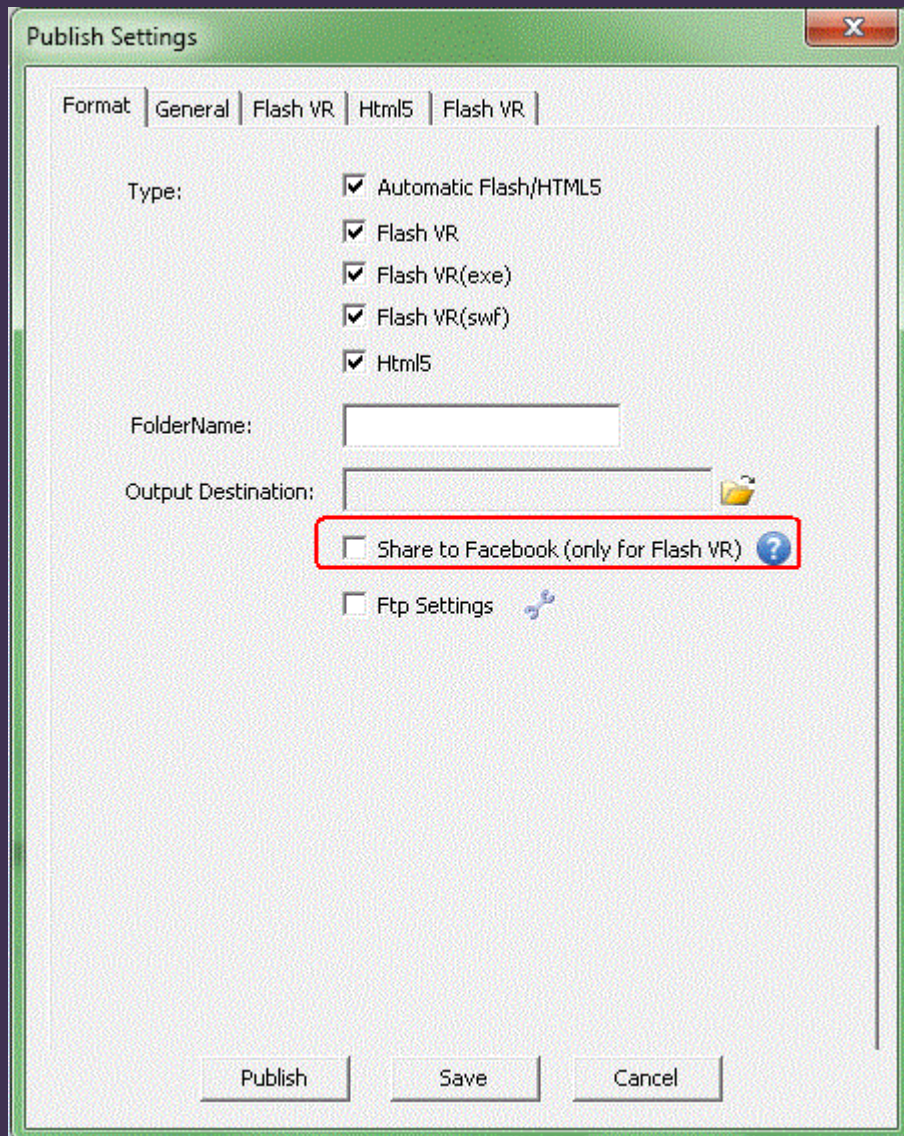 Publish Settings
Format General Flash VR Html5 Flash VR
Type:
Automatic Flash/HTML5
Flash VR
Flash VR(exe)
Flash VR(swf)
Html5
FolderName:
Output Destination:
Share to Facebook (only for Flash VR) ?
Ftp Settings
Publish Save Cancel